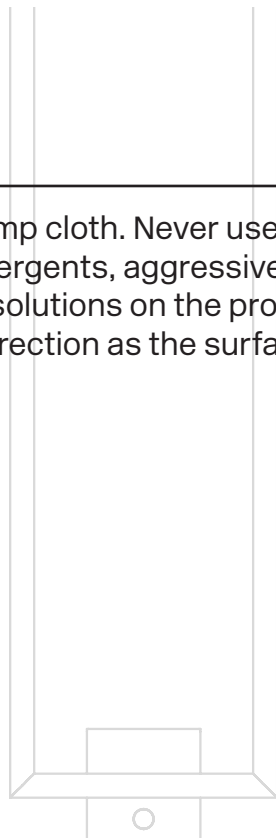 mp cloth. Never use
ergents, aggressive
solutions on the pro
rection as the surfa